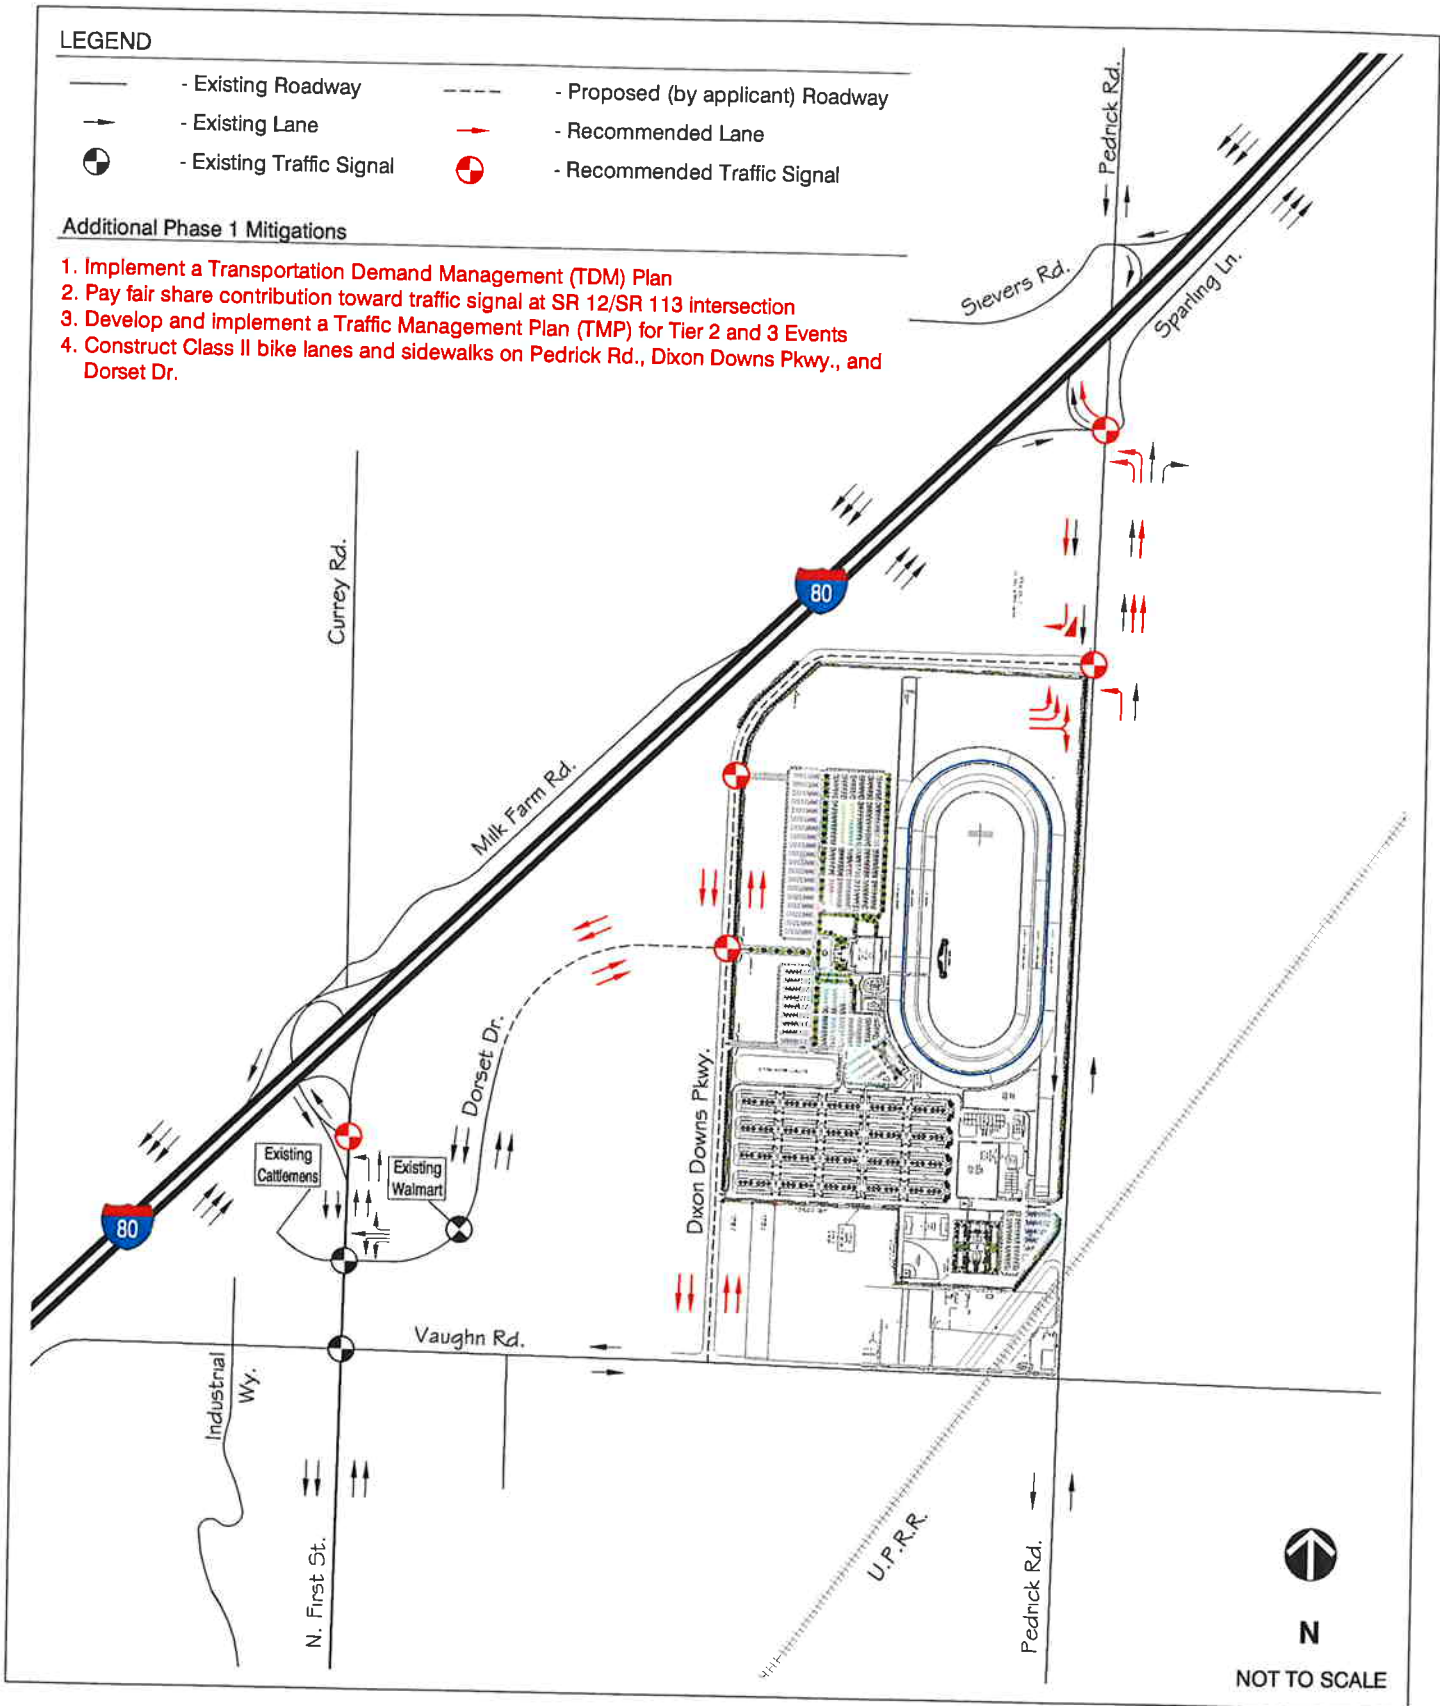 LEGEND
- Existing Roadway
- Proposed (by applicant) Roadway
- Existing Lane
- Recommended Lane
- Existing Traffic Signal
- Recommended Traffic Signal
Additional Phase 1 Mitigations
1. Implement a Transportation Demand Management (TDM) Plan
2. Pay fair share contribution toward traffic signal at SR 12/SR 113 intersection
3. Develop and implement a Traffic Management Plan (TMP) for Tier 2 and 3 Events
4. Construct Class II bike lanes and sidewalks on Pedrick Rd., Dixon Downs Pkwy., and
Dorset Dr.
Pedrick Rd.
Sievers Rd.
Sparling Ln.
Currey Rd.
80
Milk Farm Rd.
Dorset Dr.
Dixon Downs Pkwy.
Existing
Cattlemens
Existing
Walmart
80
Vaughn Rd.
Industrial
Wy.
N. First St.
U.P.R.R.
Pedrick Rd.
N
NOT TO SCALE